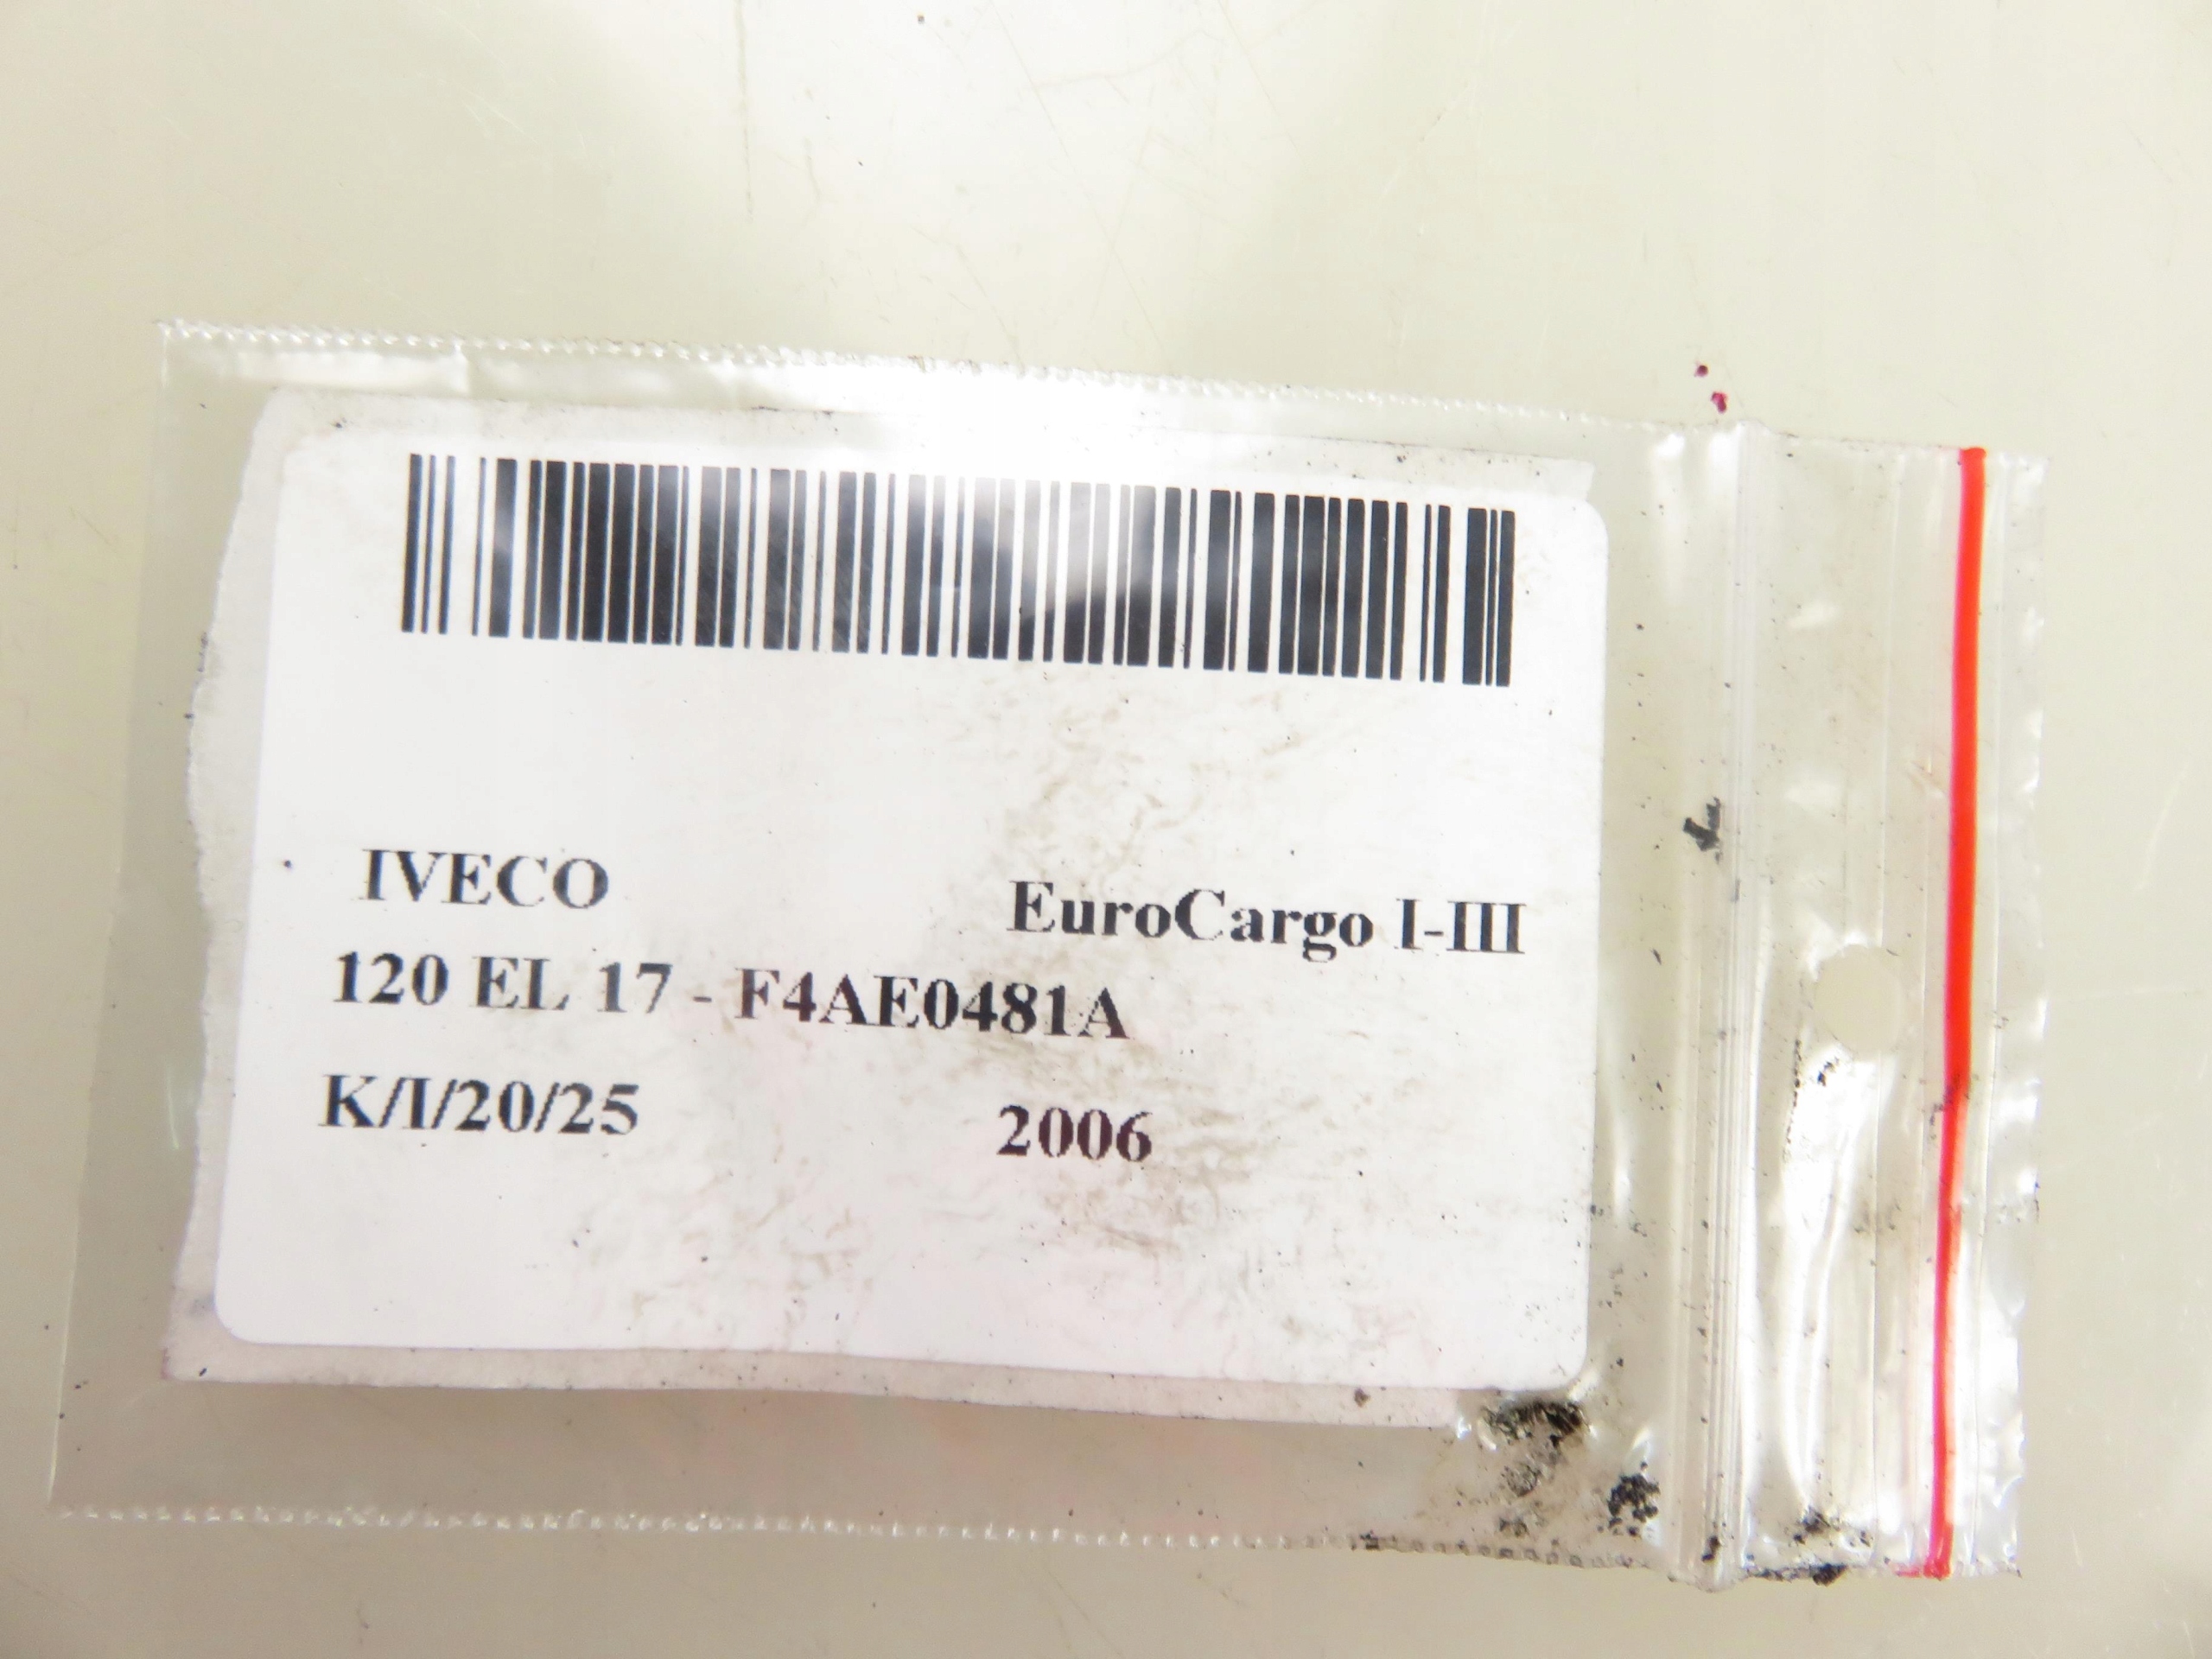 IVECO EuroCargo I-III
120 EL 17 - F4AE0481A
K/I/20/25 2006